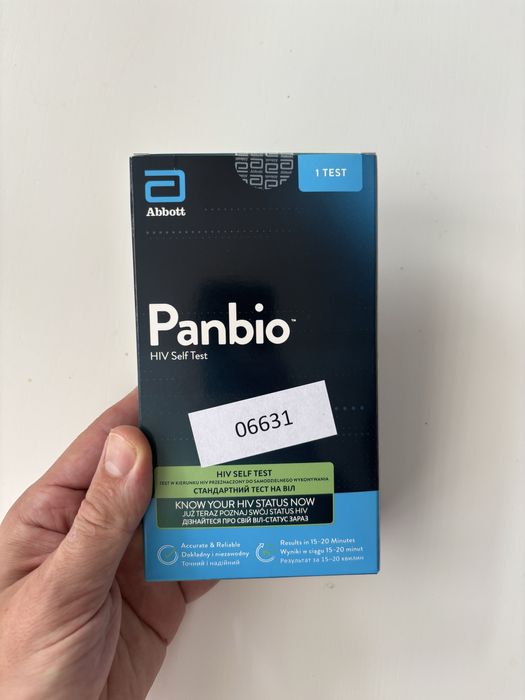 1 TEST
Abbott
Panbio™
HIV Self Test
06631
HIV SELF TEST
TEST W KIERUNKU HIV PRZEZNACZONY DO SAMODZIELNEGO WYKONYWANIA
СТАНДАРТНИЙ ТЕСТ НА ВІЛ
KNOW YOUR HIV STATUS NOW
JUŻ TERAZ POZNAJ SWÓJ STATUS HIV
ДІЗНАЙТЕСЯ ПРО СВІЙ ВІЛ-СТАТУС ЗАРАЗ
Accurate & Reliable
Dokładny i niezawodny
Точний і надійний
Results in 15-20 Minutes
Wyniki w ciągu 15-20 minut
Результат за 15-20 хвилин